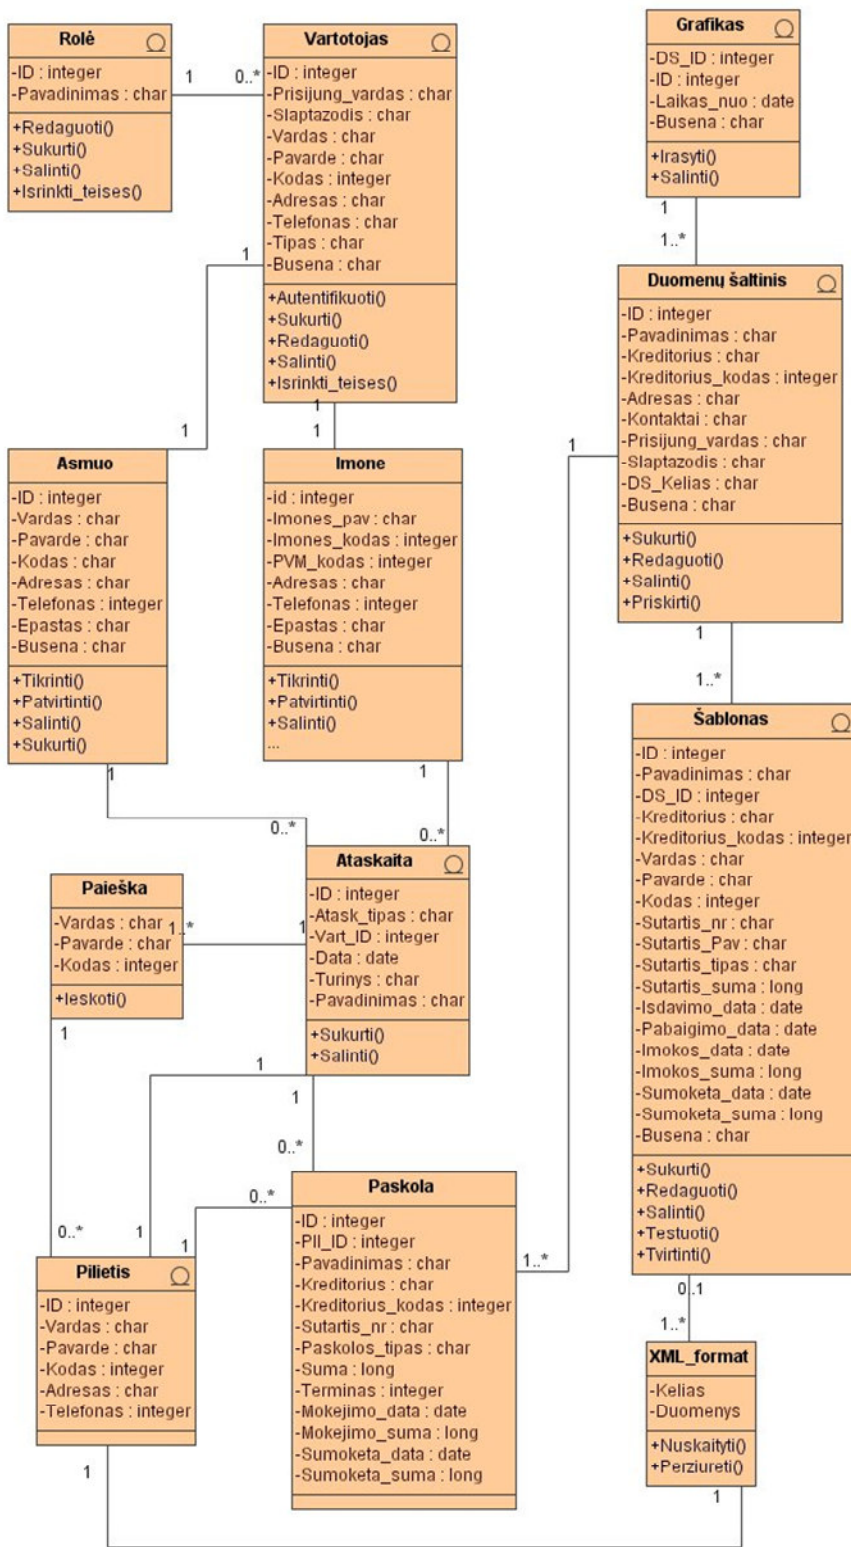 Rolė
-ID : integer
-Pavadinimas : char
+Redaguoti()
+Sukurti()
+Salinti()
+Isrinkti_teises()
1
0..*
Vartotojas
-ID : integer
-Prisijung_vardas : char
-Slaptazodis : char
-Vardas : char
-Pavarde : char
-Kodas : integer
-Adresas : char
-Telefonas : char
-Tipas : char
-Busena : char
+Autentifikuoti()
+Sukurti()
+Redaguoti()
+Salinti()
+Isrinkti_teises()
1
1
1
1
Grafikas
-DS_ID : integer
-ID : integer
-Laikas_nuo : date
-Busena : char
+Irasyti()
+Salinti()
1
1..*
Duomenų šaltinis
-ID : integer
-Pavadinimas : char
-Kreditorius : char
-Kreditorius_kodas : integer
-Adresas : char
-Kontaktai : char
-Prisijung_vardas : char
-Slaptazodis : char
-DS_Kelias : char
-Busena : char
+Sukurti()
+Redaguoti()
+Salinti()
+Priskirti()
1
1
1..*
Asmuo
-ID : integer
-Vardas : char
-Pavarde : char
-Kodas : char
-Adresas : char
-Telefonas : integer
-Epastas : char
-Busena : char
+Tikrinti()
+Patvirtinti()
+Salinti()
+Sukurti()
1
0..*
Imone
-id : integer
-Imones_pav : char
-Imones_kodas : integer
-PVM_kodas : integer
-Adresas : char
-Telefonas : integer
-Epastas : char
-Busena : char
+Tikrinti()
+Patvirtinti()
+Salinti()
...
1
0..*
Šablonas
-ID : integer
-Pavadinimas : char
-DS_ID : integer
-Kreditorius : char
-Kreditorius_kodas : integer
-Vardas : char
-Pavarde : char
-Kodas : integer
-Sutartis_nr : char
-Sutartis_Pav : char
-Sutartis_tipas : char
-Sutartis_suma : long
-Isdavimo_data : date
-Pabaigimo_data : date
-Imokos_data : date
-Imokos_suma : long
-Sumoketa_data : date
-Sumoketa_suma : long
-Busena : char
+Sukurti()
+Redaguoti()
+Salinti()
+Testuoti()
+Tvirtinti()
0..1
1..*
Paieška
-Vardas : char
-Pavarde : char
-Kodas : integer
+Ieskoti()
1..*
1
1
0..*
Ataskaita
-ID : integer
-Atask_tipas : char
-Vart_ID : integer
-Data : date
-Turinys : char
-Pavadinimas : char
+Sukurti()
+Salinti()
1
1
1
0..*
0..*
1
1..*
Pilietis
-ID : integer
-Vardas : char
-Pavarde : char
-Kodas : integer
-Adresas : char
-Telefonas : integer
1
Paskola
-ID : integer
-PII_ID : integer
-Pavadinimas : char
-Kreditorius : char
-Kreditorius_kodas : integer
-Sutartis_nr : char
-Paskolos_tipas : char
-Suma : long
-Terminas : integer
-Mokejimo_data : date
-Mokejimo_suma : long
-Sumoketa_data : date
-Sumoketa_suma : long
XML_format
-Kelias
-Duomenys
+Nuskaityti()
+Perziureti()
1